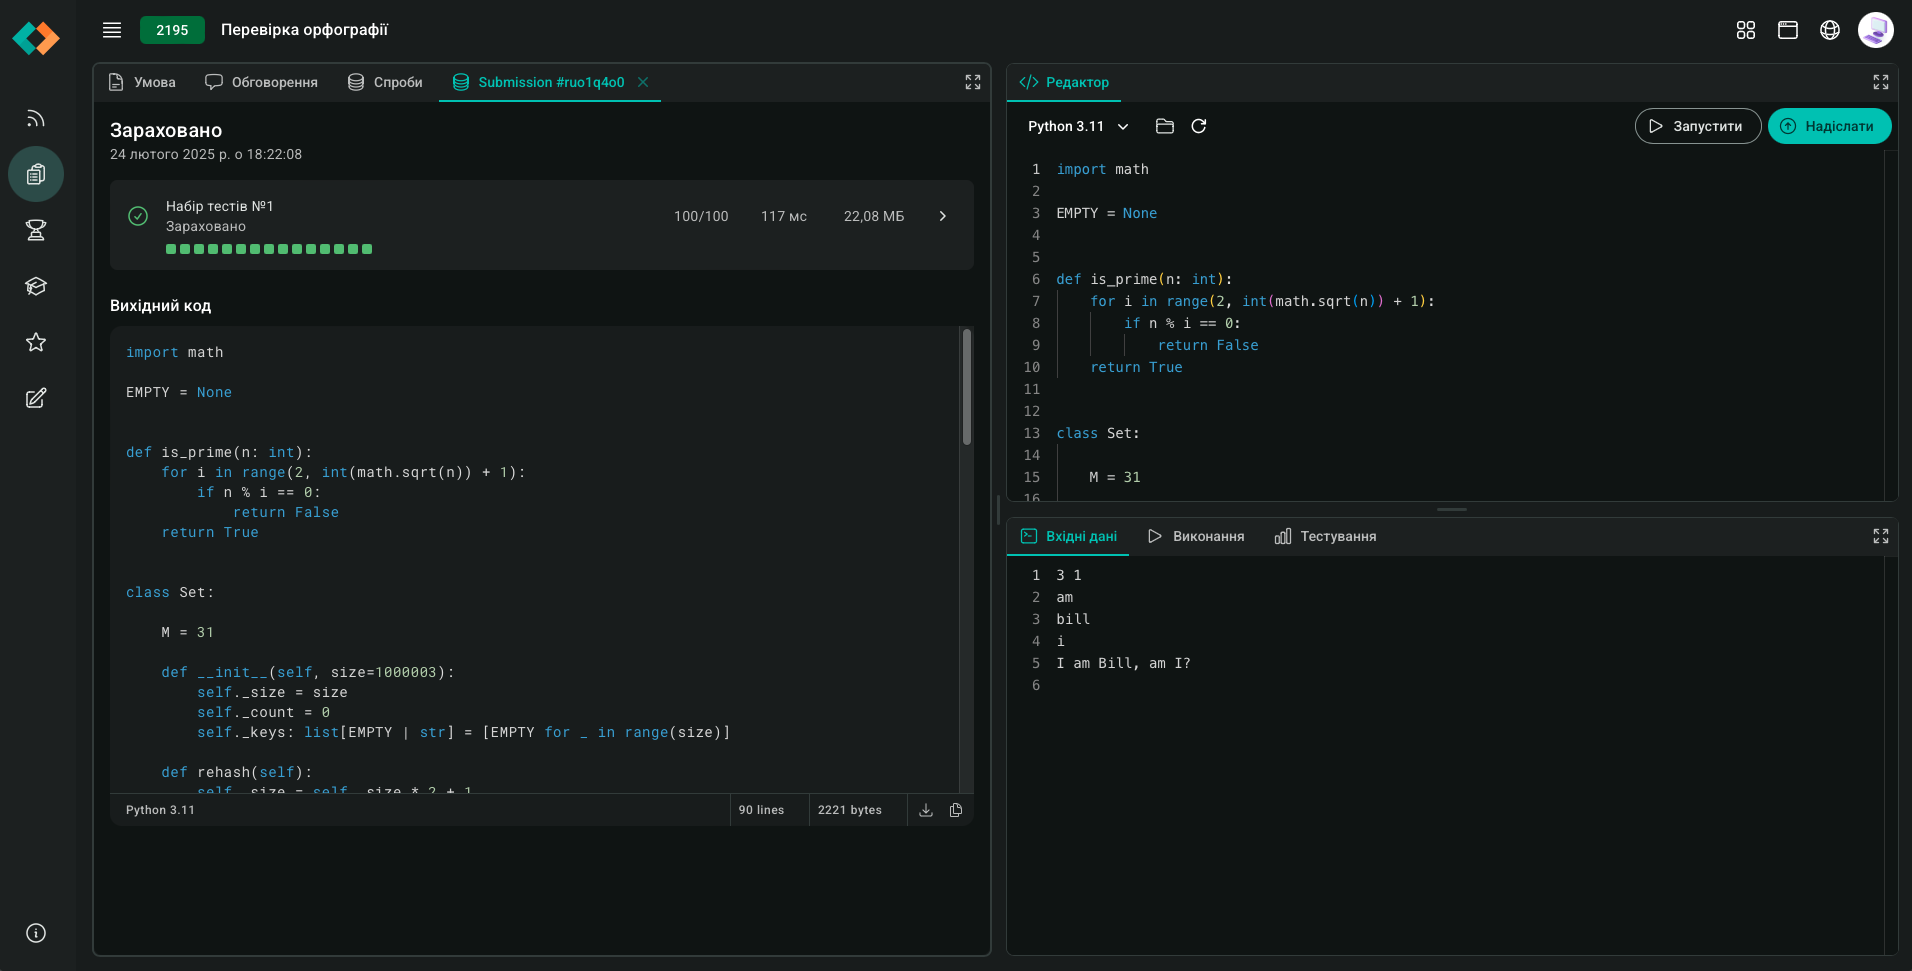 2195 Перевірка орфографії
Умова Обговорення Спроби Submission #ruo1q4o0
Зараховано
24 лютого 2025 р. о 18:22:08
Набір тестів №1
Зараховано
100/100 117 мс 22,08 МБ
Вихідний код
import math
EMPTY = None
def is_prime(n: int):
    for i in range(2, int(math.sqrt(n)) + 1):
        if n % i == 0:
            return False
    return True
class Set:
    M = 31
    def __init__(self, size=1000003):
        self._size = size
        self._count = 0
        self._keys: list[EMPTY | str] = [EMPTY for _ in range(size)]
    def rehash(self):
        self._size = self._size * 2 + 1
Python 3.11 90 lines 2221 bytes
Редактор
Python 3.11 Запустити Надіслати
1 import math
2
3 EMPTY = None
4
5
6 def is_prime(n: int):
7     for i in range(2, int(math.sqrt(n)) + 1):
8         if n % i == 0:
9             return False
10     return True
11
12
13 class Set:
14
15     M = 31
16
Вхідні дані Виконання Тестування
1 3 1
2 am
3 bill
4 i
5 I am Bill, am I?
6